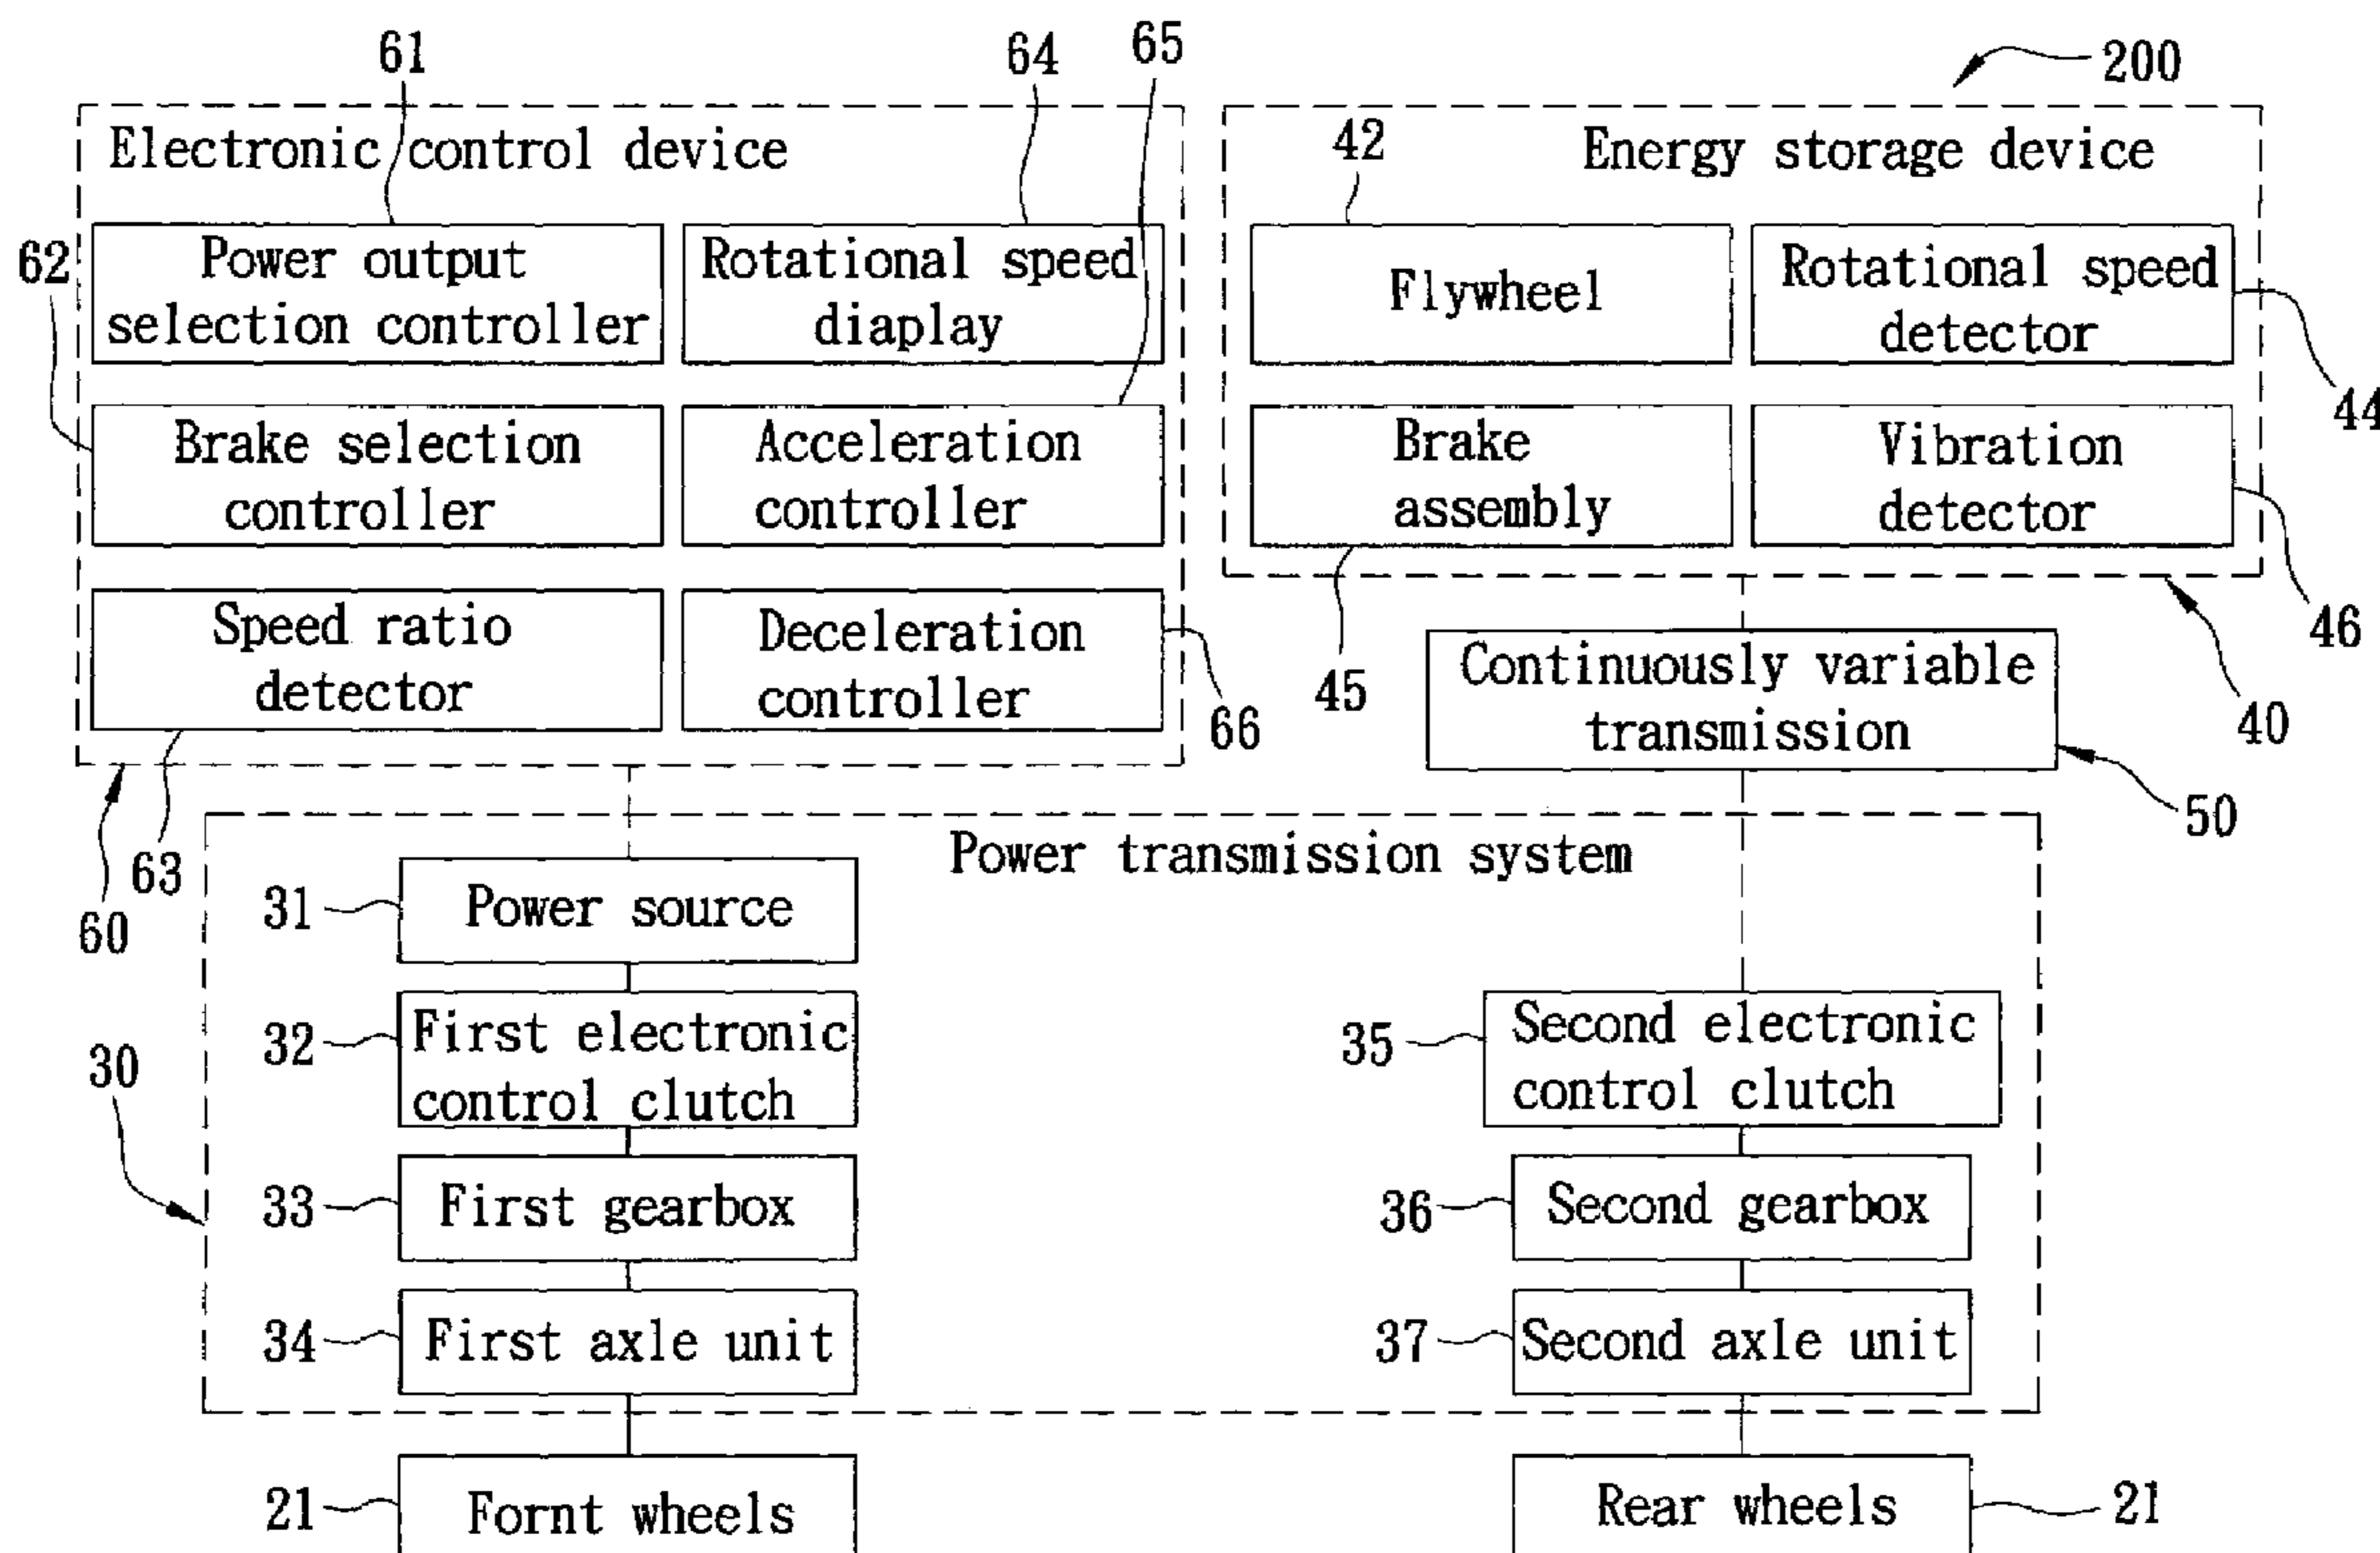 61
64
65
200
Electronic control device
42
Energy storage device
62
Power output
selection controller
Rotational speed
diaplay
Flywheel
Rotational speed
detector
44
Brake selection
controller
Acceleration
controller
Brake
assembly
Vibration
detector
46
Speed ratio
detector
Deceleration
controller
66
45
Continuously variable
transmission
40
50
63
60
Power transmission system
31
Power source
30
32
First electronic
control clutch
35
Second electronic
control clutch
33
First gearbox
36
Second gearbox
34
First axle unit
37
Second axle unit
21
Fornt wheels
Rear wheels
21